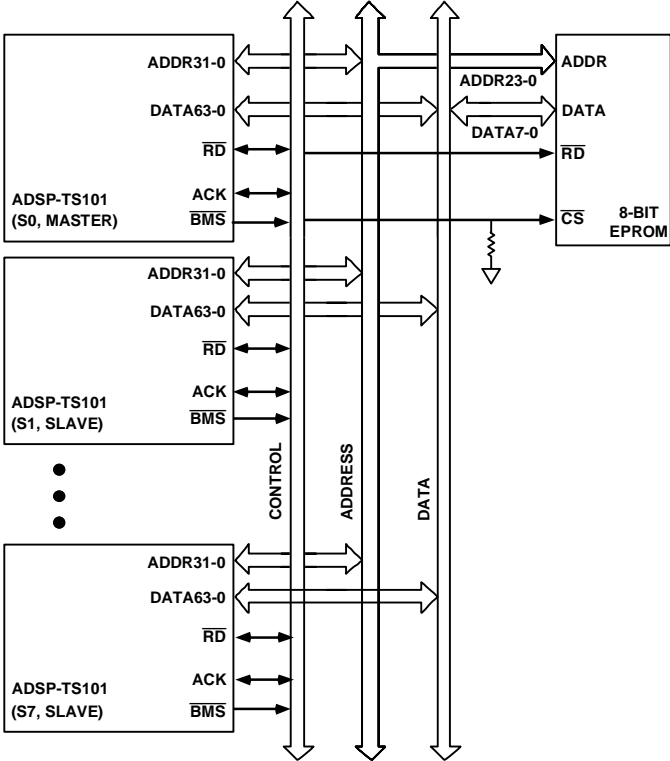 ADDR31-0
DATA63-0
RD
ACK
BMS
ADSP-TS101
(S0, MASTER)
ADDR
ADDR23-0
DATA
DATA7-0
RD
CS
8-BIT
EPROM
ADDR31-0
DATA63-0
RD
ACK
BMS
ADSP-TS101
(S1, SLAVE)
CONTROL
ADDRESS
DATA
ADDR31-0
DATA63-0
RD
ACK
BMS
ADSP-TS101
(S7, SLAVE)